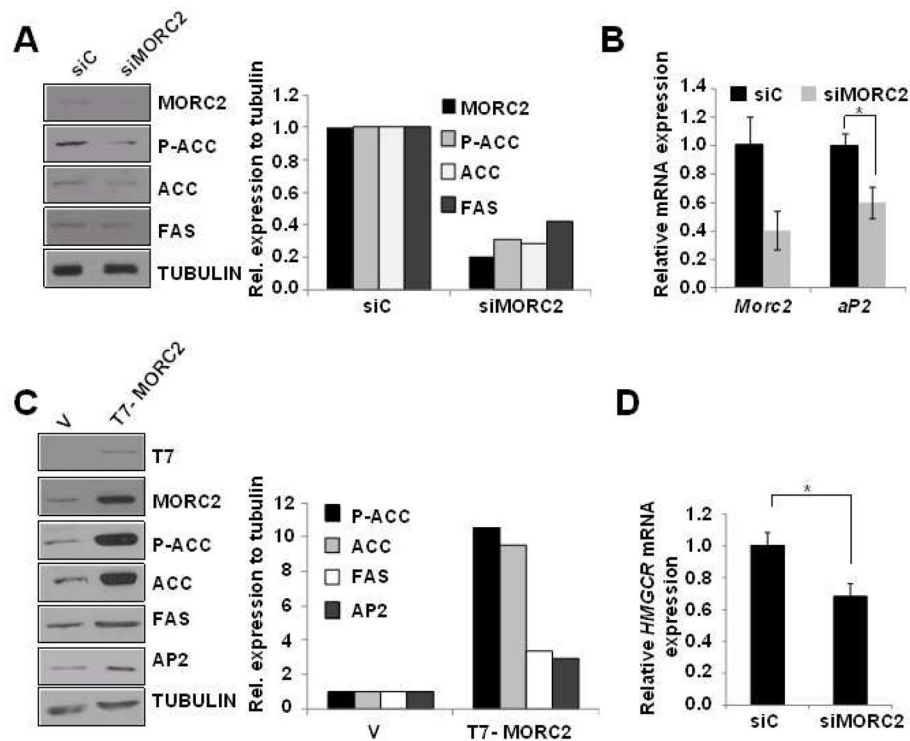 A
siC
siMORC2
MORC2
P-ACC
ACC
FAS
TUBULIN
Rel. expression to tubulin
1.2
1.0
0.8
0.6
0.4
0.2
0.0
MORC2
P-ACC
ACC
FAS
siC
siMORC2
B
Relative mRNA expression
1.4
1.2
1.0
0.8
0.6
0.4
0.2
0.0
siC
siMORC2
*
Morc2
aP2
C
V
T7- MORC2
T7
MORC2
P-ACC
ACC
FAS
AP2
TUBULIN
Rel. expression to tubulin
12
10
8
6
4
2
0
P-ACC
ACC
FAS
AP2
V
T7- MORC2
D
Relative HMGCR mRNA
expression
1.2
1.0
0.8
0.6
0.4
0.2
0.0
*
siC
siMORC2